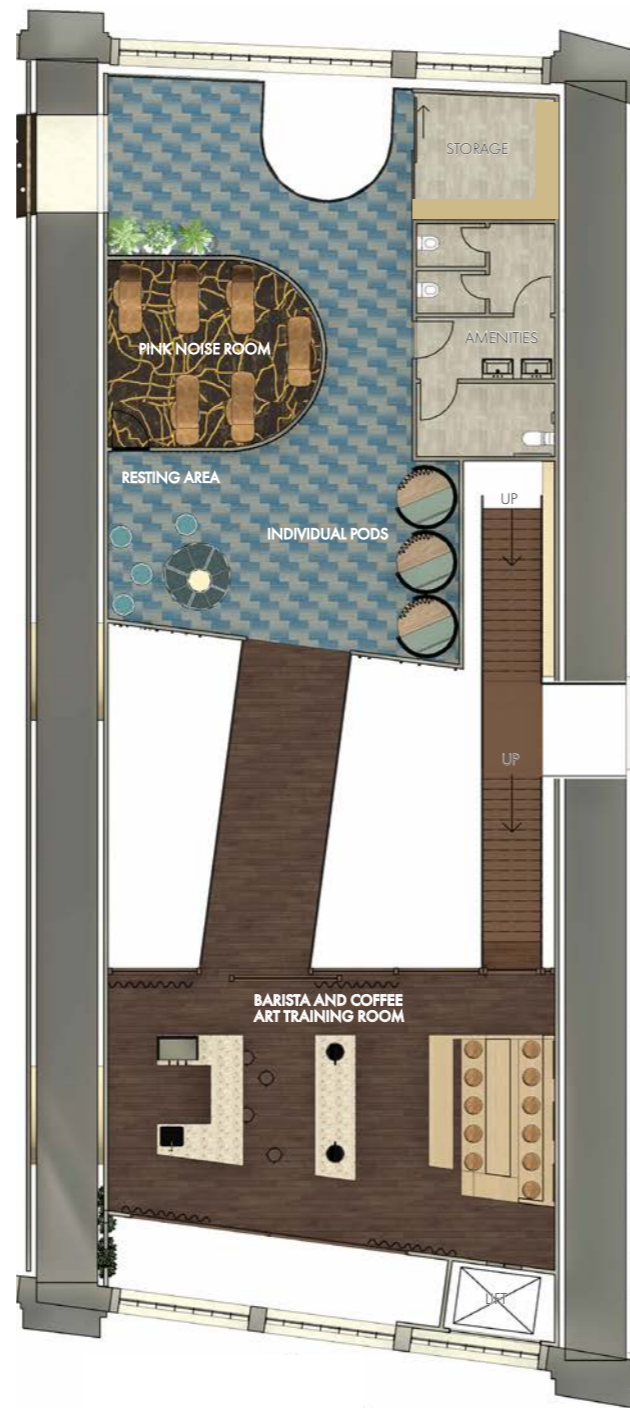 STORAGE
AMENITIES
PINK NOISE ROOM
RESTING AREA
UP
INDIVIDUAL PODS
UP
BARISTA AND COFFEE
ART TRAINING ROOM
LIFT